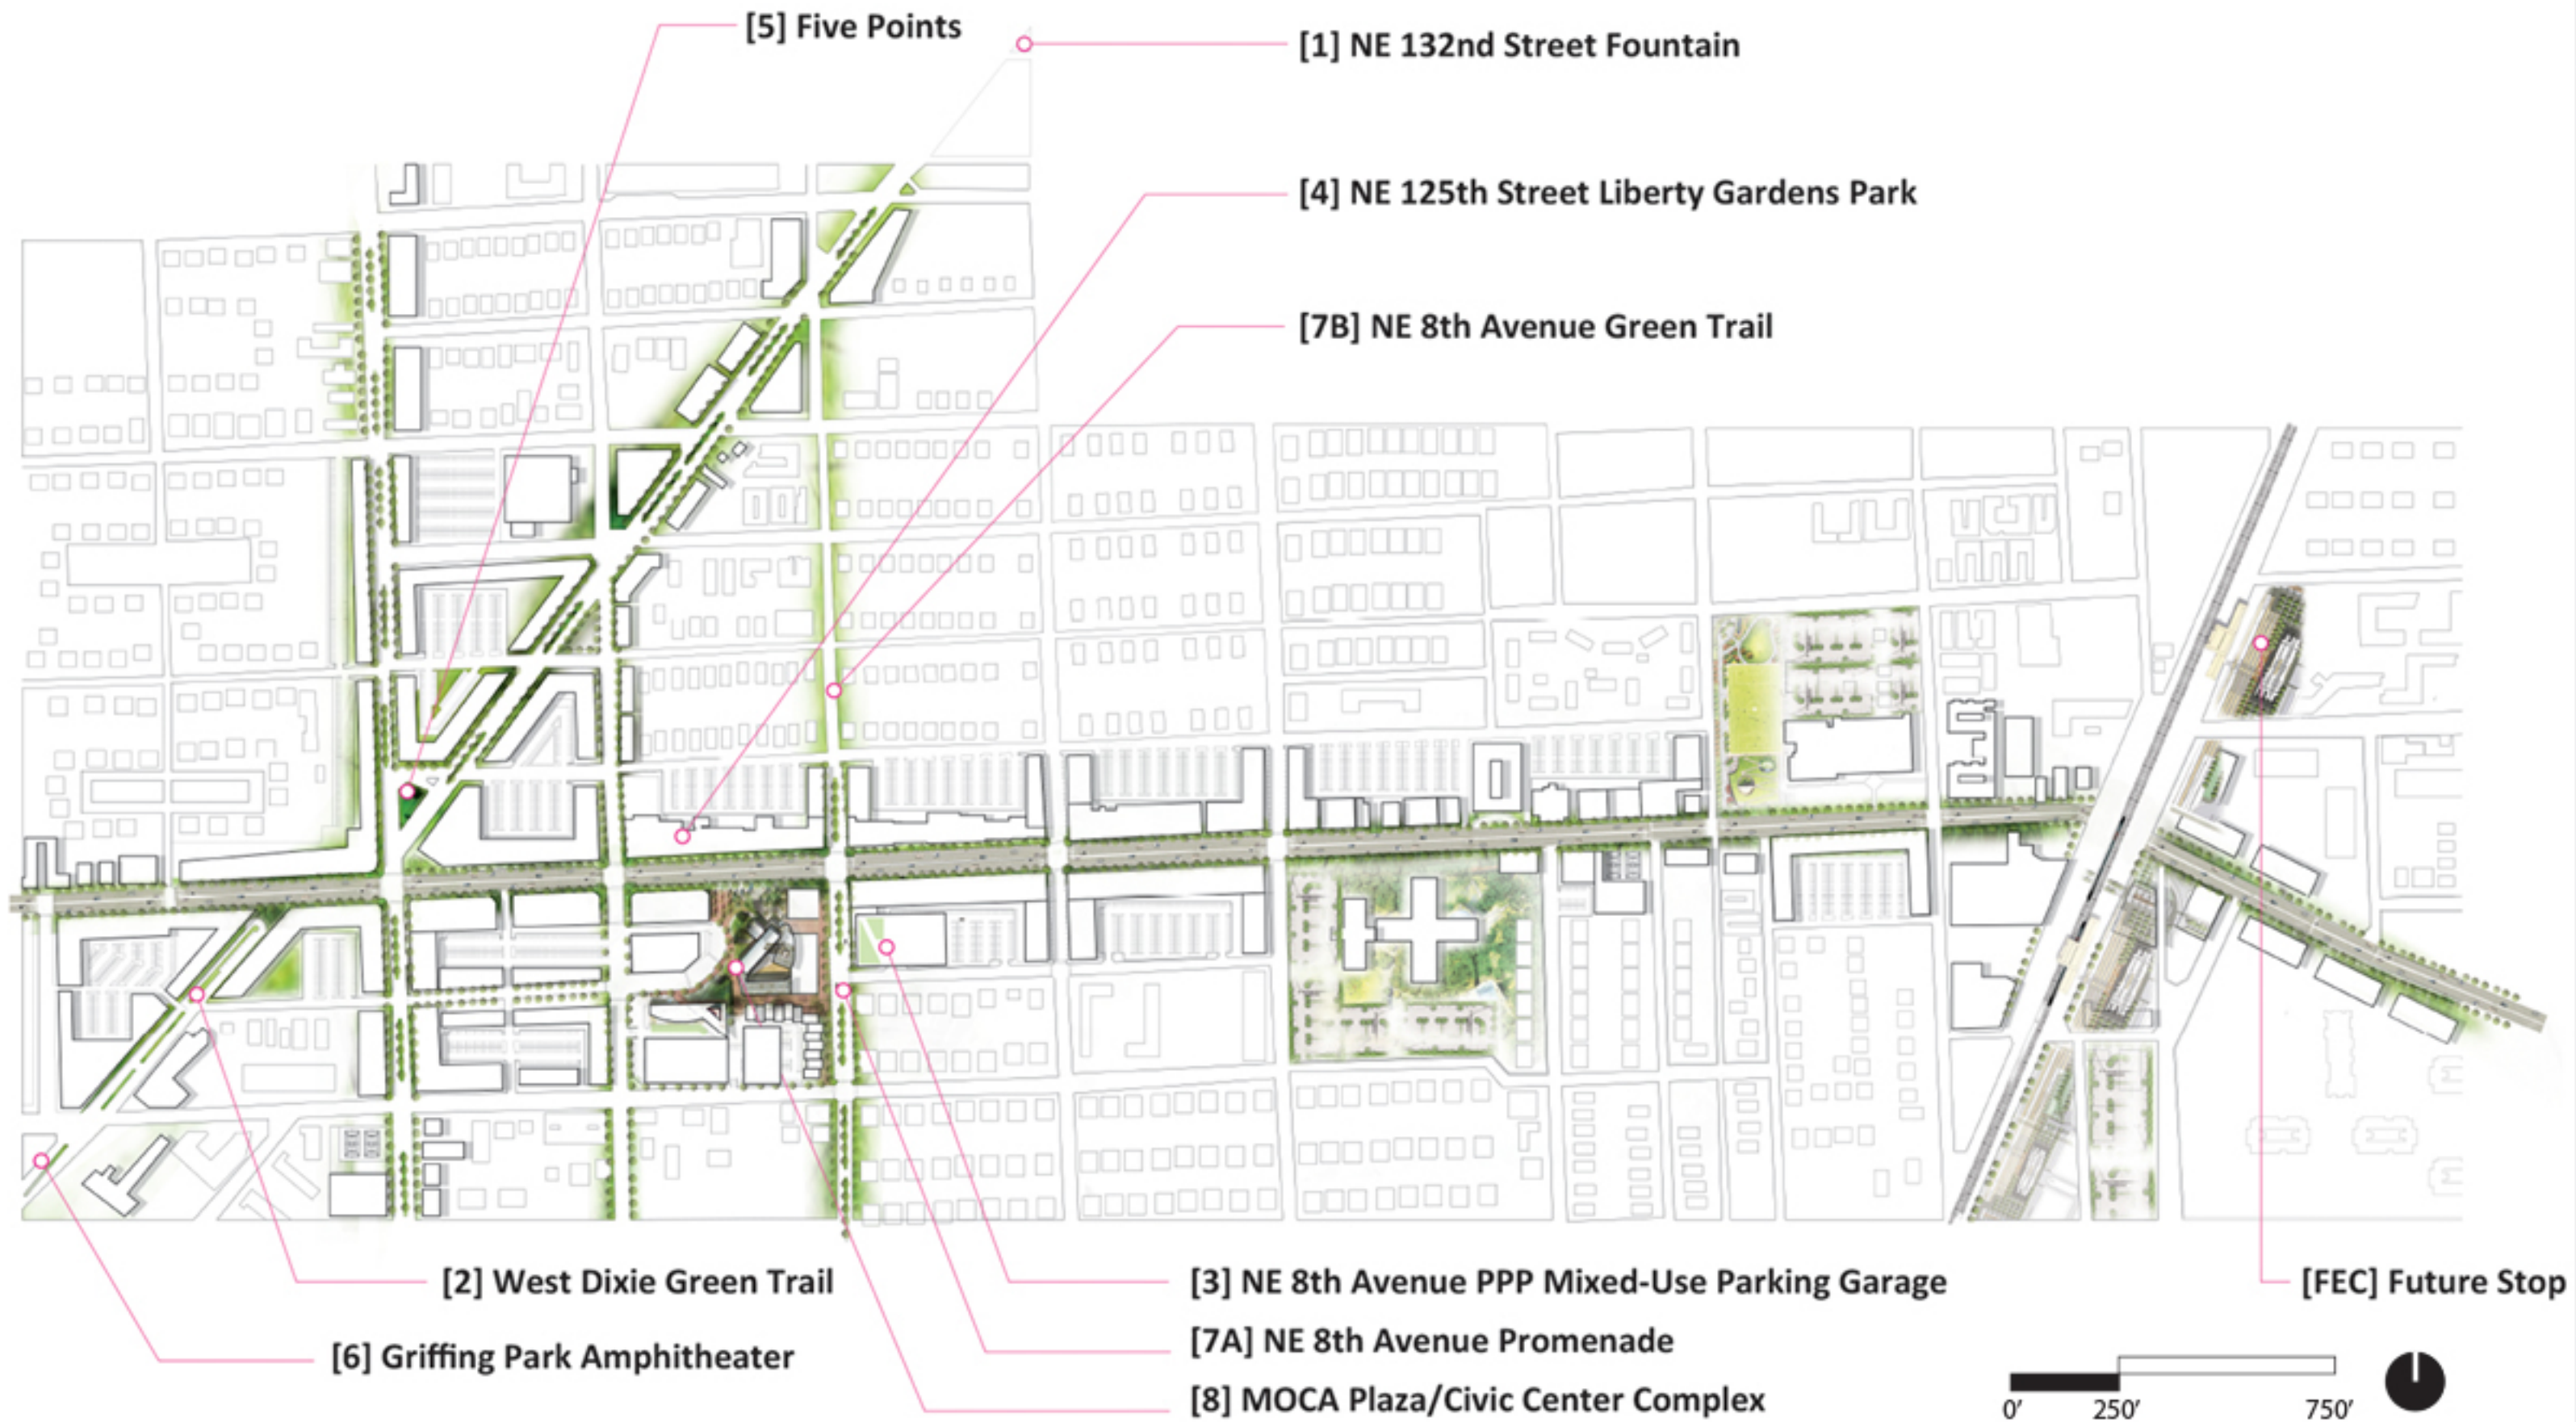 [5] Five Points
[1] NE 132nd Street Fountain
[4] NE 125th Street Liberty Gardens Park
[7B] NE 8th Avenue Green Trail
[2] West Dixie Green Trail
[3] NE 8th Avenue PPP Mixed-Use Parking Garage
[FEC] Future Stop
[6] Griffing Park Amphitheater
[7A] NE 8th Avenue Promenade
[8] MOCA Plaza/Civic Center Complex
0' 250' 750'